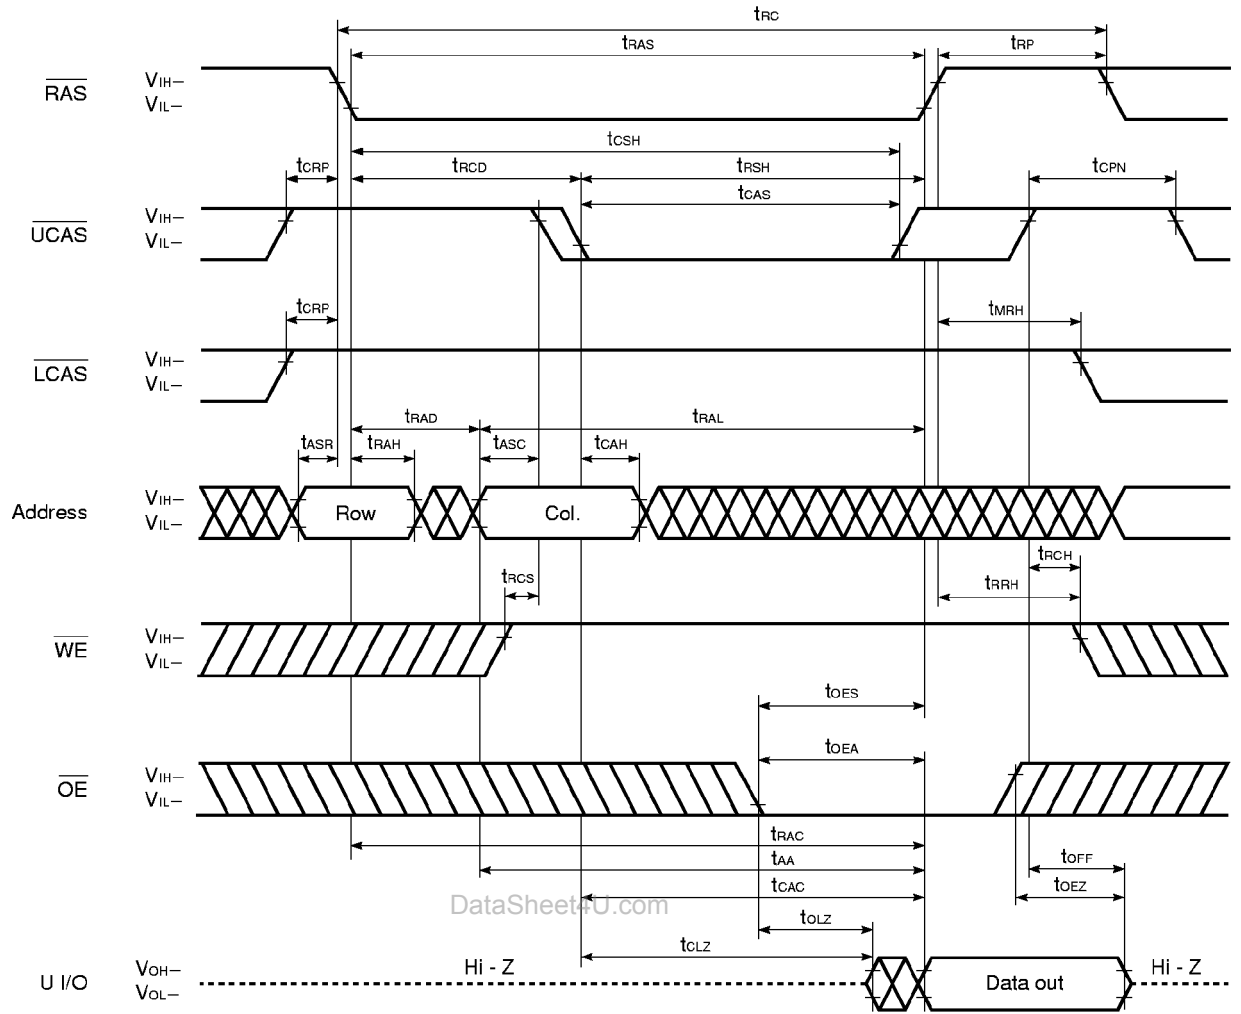 tRC
tRAS
tRP
RAS
VIH–
VIL–
tCSH
tCRP
tRCD
tRSH
tCPN
tCAS
UCAS
VIH–
VIL–
tCRP
tMRH
LCAS
VIH–
VIL–
tRAD
tRAL
tASR
tRAH
tASC
tCAH
Address
VIH–
VIL–
Row
Col.
tRCH
tRCS
tRRH
WE
VIH–
VIL–
tOES
tOEA
OE
VIH–
VIL–
tRAC
tAA
tOFF
tCAC
tOEZ
DataSheet4U.com
tOLZ
tCLZ
U I/O
VOH–
VOL–
Hi - Z
Data out
Hi - Z